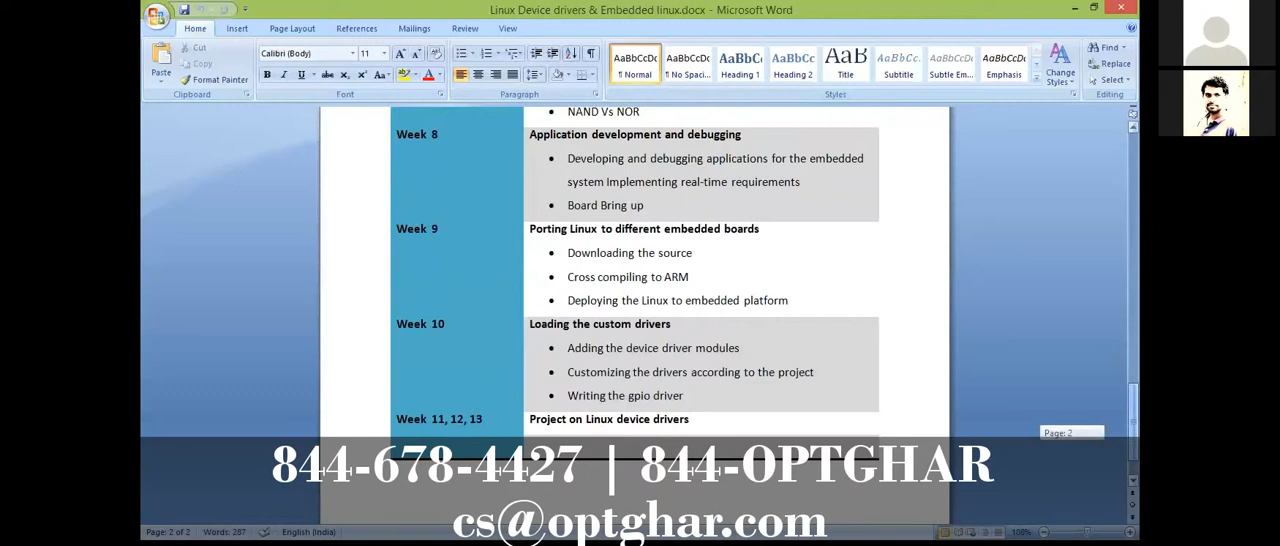 Linux Device drivers & Embedded linux.docx - Microsoft Word
Home Insert Page Layout References Mailings Review View
Paste
Cut
Copy
Format Painter
Clipboard
Calibri (Body) 11
Font
Paragraph
AaBbCcDc AaBbCcDc AaBbC AaBbCc AaB AaBbCc. AaBbCcDc AaBbCcDc
¶ Normal ¶ No Spaci... Heading 1 Heading 2 Title Subtitle Subtle Em... Emphasis
Change
Styles
Styles
Find
Replace
Select
Editing
• NAND Vs NOR
Week 8 Application development and debugging
• Developing and debugging applications for the embedded
system Implementing real-time requirements
• Board Bring up
Week 9 Porting Linux to different embedded boards
• Downloading the source
• Cross compiling to ARM
• Deploying the Linux to embedded platform
Week 10 Loading the custom drivers
• Adding the device driver modules
• Customizing the drivers according to the project
• Writing the gpio driver
Week 11, 12, 13 Project on Linux device drivers
Page: 2
844-678-4427 | 844-OPTGHAR
cs@optghar.com
Page: 2 of 2 Words: 287 English (India) 108%